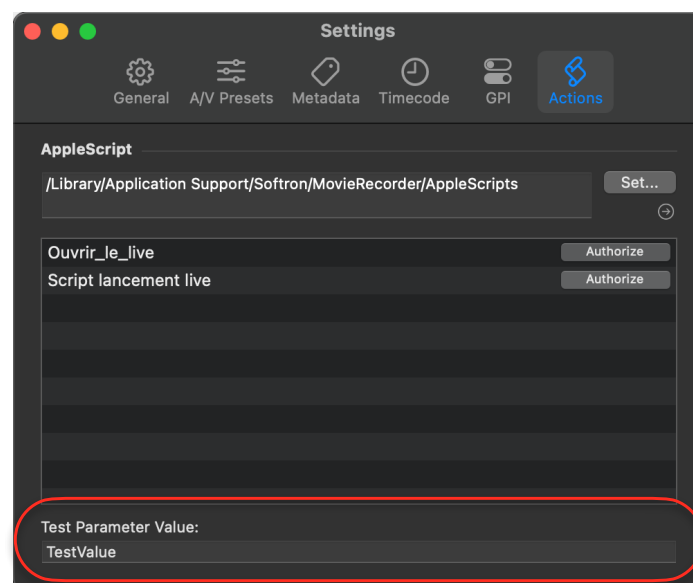 Settings
General A/V Presets Metadata Timecode GPI Actions
AppleScript
/Library/Application Support/Softron/MovieRecorder/AppleScripts Set...
Ouvrir_le_live Authorize
Script lancement live Authorize
Test Parameter Value:
TestValue